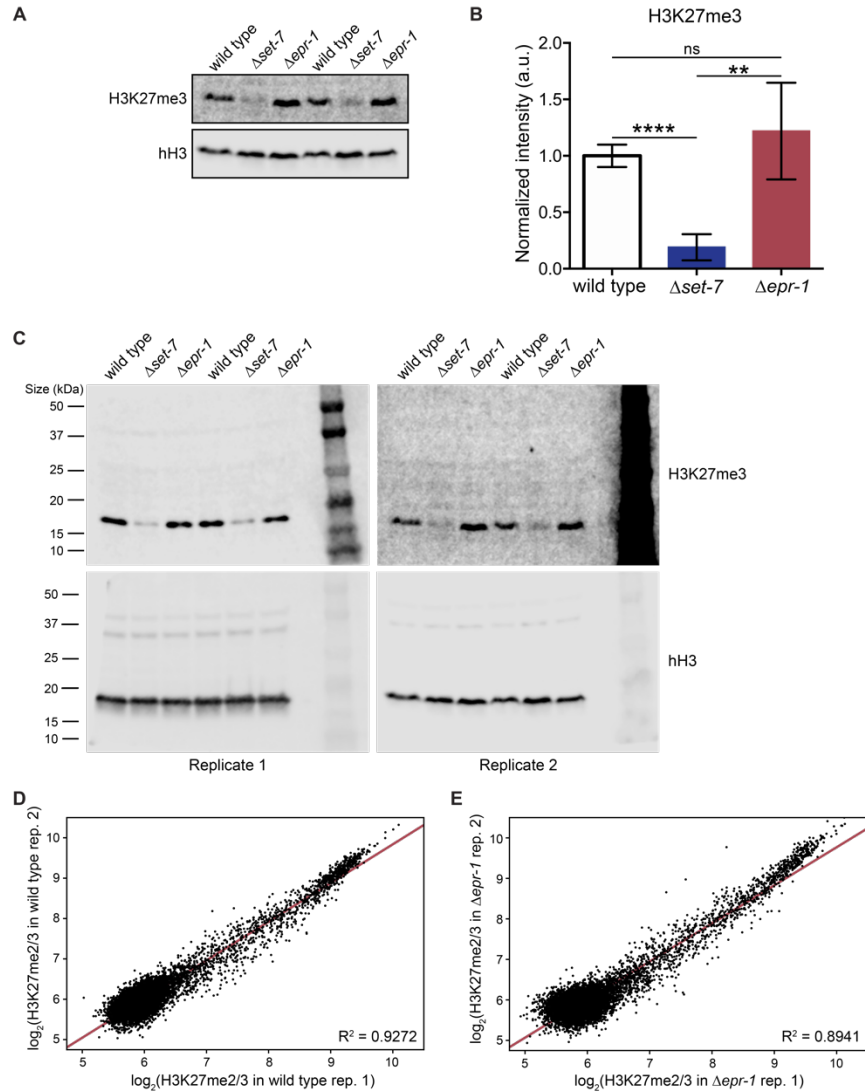 A
wild type
Δset-7
Δepr-1
wild type
Δset-7
Δepr-1
H3K27me3
hH3
B
H3K27me3
ns
**
****
Normalized intensity (a.u.)
2.0
1.5
1.0
0.5
0.0
wild type
Δset-7
Δepr-1
C
wild type
Δset-7
Δepr-1
wild type
Δset-7
Δepr-1
wild type
Δset-7
Δepr-1
wild type
Δset-7
Δepr-1
Size (kDa)
50
37
25
20
15
10
H3K27me3
50
37
25
20
15
10
hH3
Replicate 1
Replicate 2
D
log₂(H3K27me2/3 in wild type rep. 2)
10
9
8
7
6
5
R² = 0.9272
5 6 7 8 9 10
log₂(H3K27me2/3 in wild type rep. 1)
E
log₂(H3K27me2/3 in Δepr-1 rep. 2)
10
9
8
7
6
5
R² = 0.8941
5 6 7 8 9 10
log₂(H3K27me2/3 in Δepr-1 rep. 1)